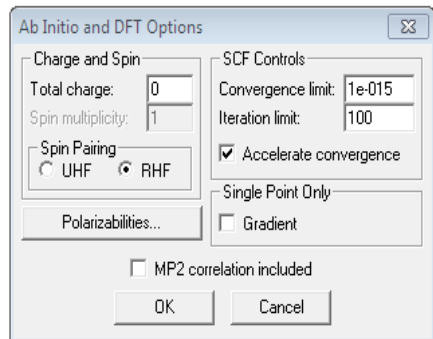 Ab Initio and DFT Options
Charge and Spin
Total charge: 0
Spin multiplicity: 1
Spin Pairing
UHF RHF
Polarizabilities...
SCF Controls
Convergence limit: 1e-015
Iteration limit: 100
Accelerate convergence
Single Point Only
Gradient
MP2 correlation included
OK Cancel